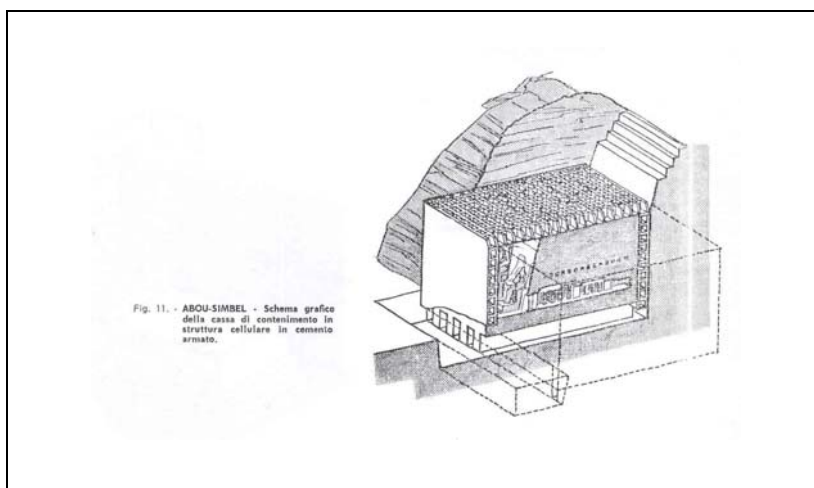 Fig. 11. - ABOU-SIMBEL - Schema grafico
della cassa di contenimento in
struttura cellulare in cemento
armato.